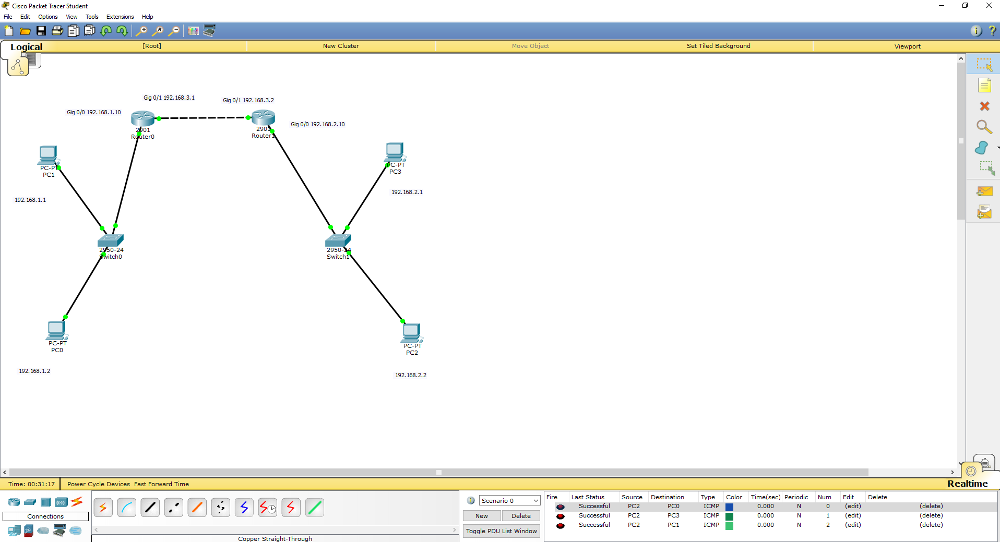 Cisco Packet Tracer Student
File Edit Options View Tools Extensions Help
Logical [Root] New Cluster Move Object Set Tiled Background Viewport
Gig 0/1 192.168.3.1
Gig 0/1 192.168.3.2
Gig 0/0 192.168.1.10
Gig 0/0 192.168.2.10
2901
Router0
2901
Router1
PC-PT
PC1
PC-PT
PC3
192.168.1.1
192.168.2.1
2950-24
Switch0
2950-24
Switch1
PC-PT
PC0
PC-PT
PC2
192.168.1.2
192.168.2.2
Time: 00:31:17 Power Cycle Devices Fast Forward Time
Realtime
Connections
Copper Straight-Through
Scenario 0
New Delete
Toggle PDU List Window
Fire Last Status Source Destination Type Color Time(sec) Periodic Num Edit Delete
Successful PC2 PC0 ICMP 0.000 N 0 (edit) (delete)
Successful PC2 PC3 ICMP 0.000 N 1 (edit) (delete)
Successful PC2 PC1 ICMP 0.000 N 2 (edit) (delete)